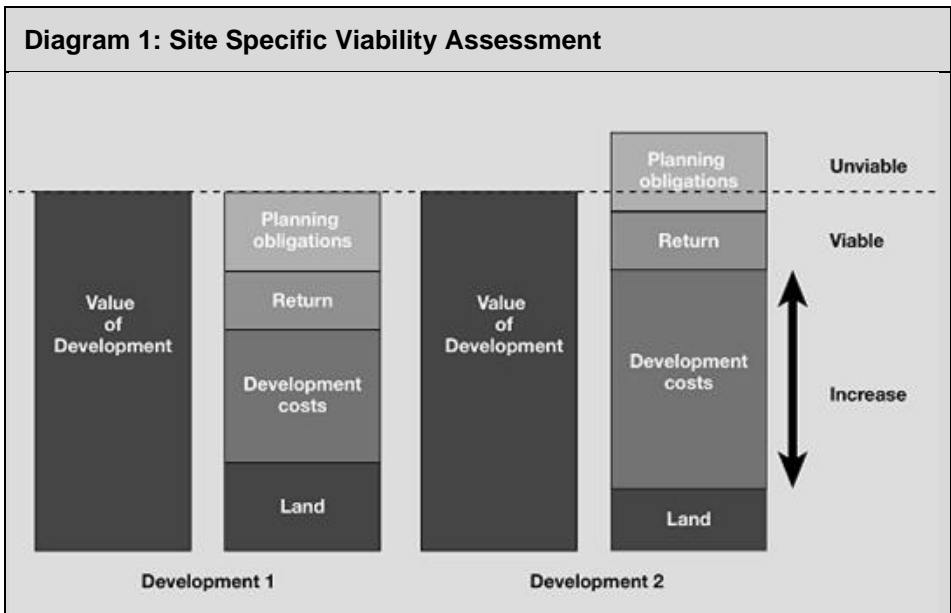 Diagram 1: Site Specific Viability Assessment
Value
of
Development
Planning
obligations
Return
Development
costs
Land
Development 1
Value
of
Development
Planning
obligations
Return
Development
costs
Land
Development 2
Unviable
Viable
Increase